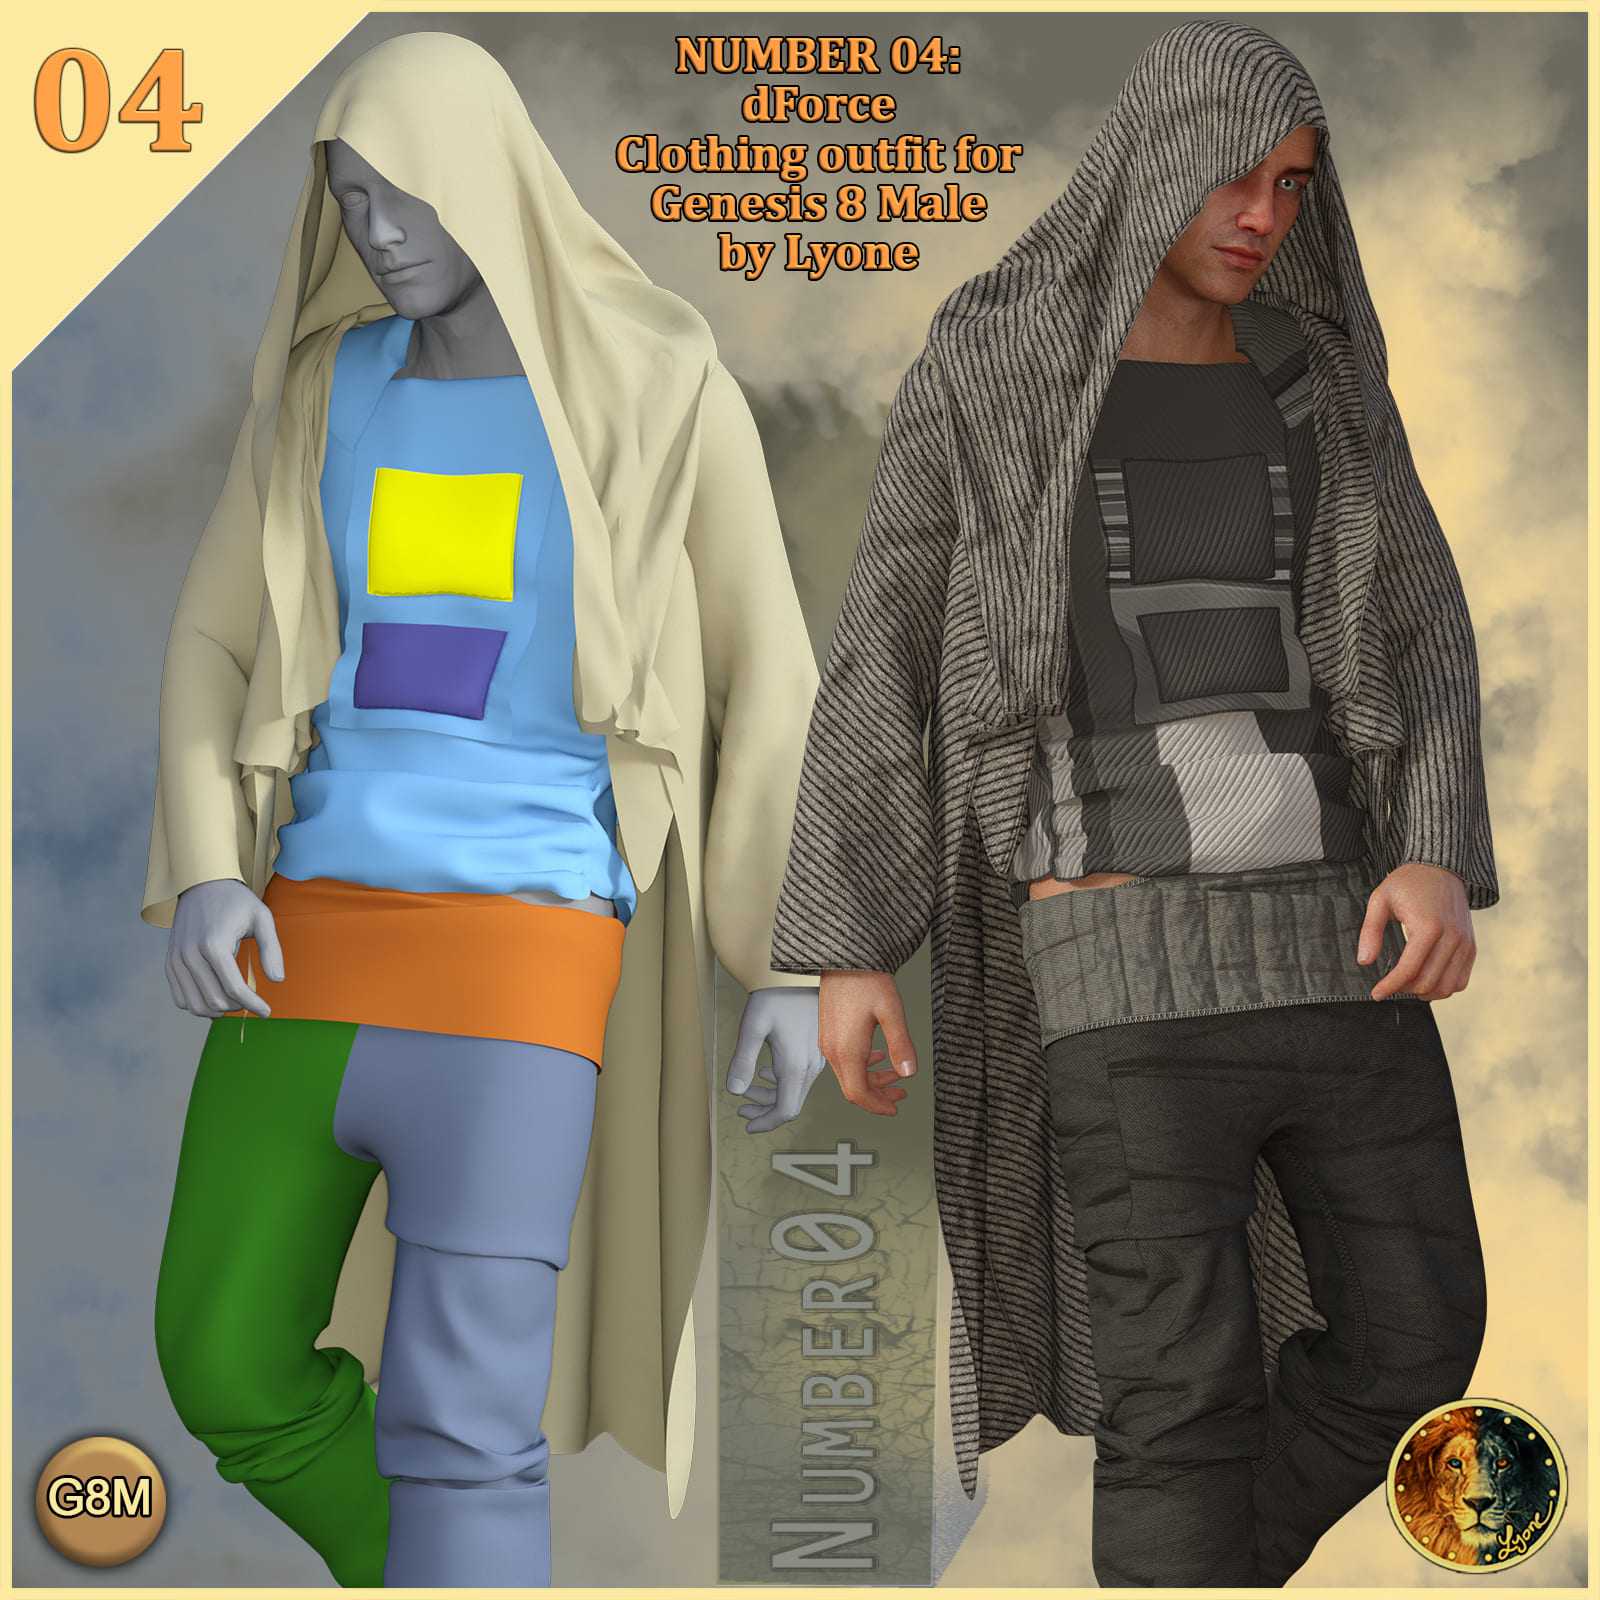 04
NUMBER 04:
dForce
Clothing outfit for
Genesis 8 Male
by Lyone
NUMBER04
G8M
Lyone